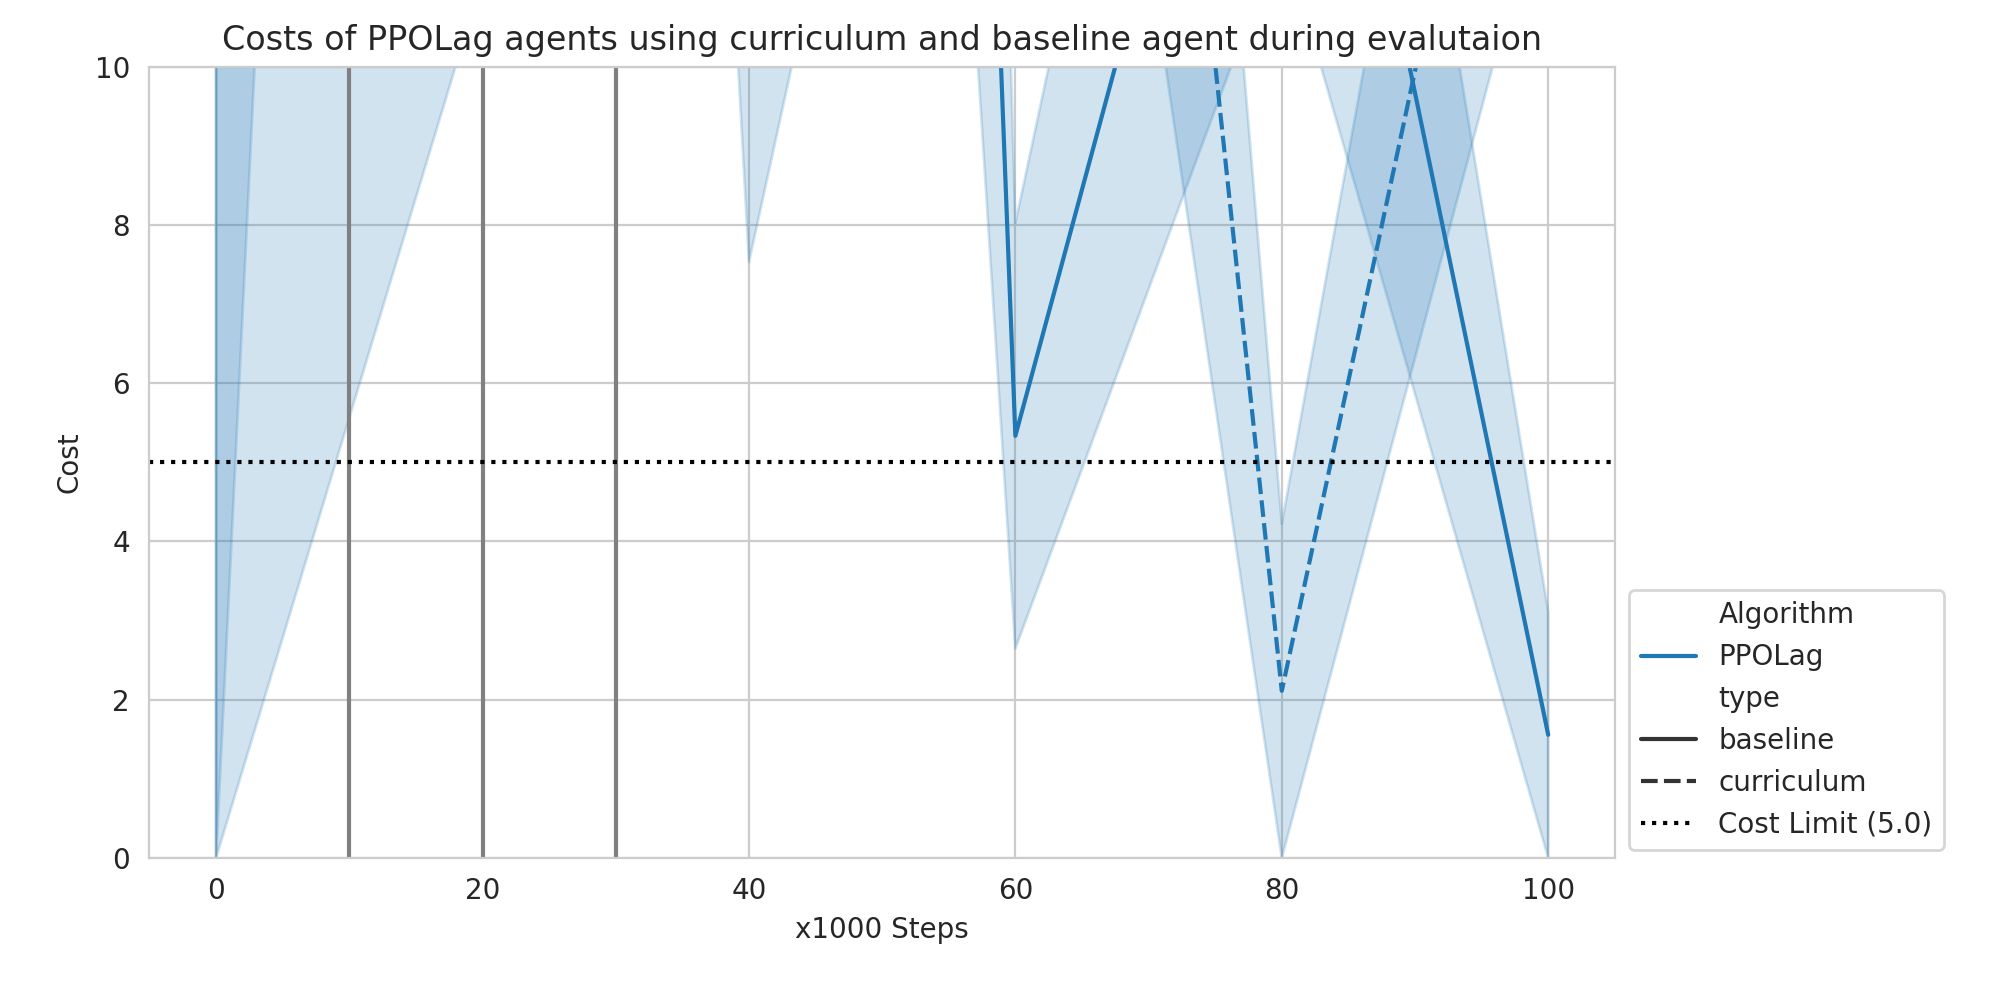 Costs of PPOLag agents using curriculum and baseline agent during evalutaion
10
8
6
4
2
0
Cost
0 20 40 60 80 100
x1000 Steps
Algorithm
PPOLag
type
baseline
curriculum
Cost Limit (5.0)